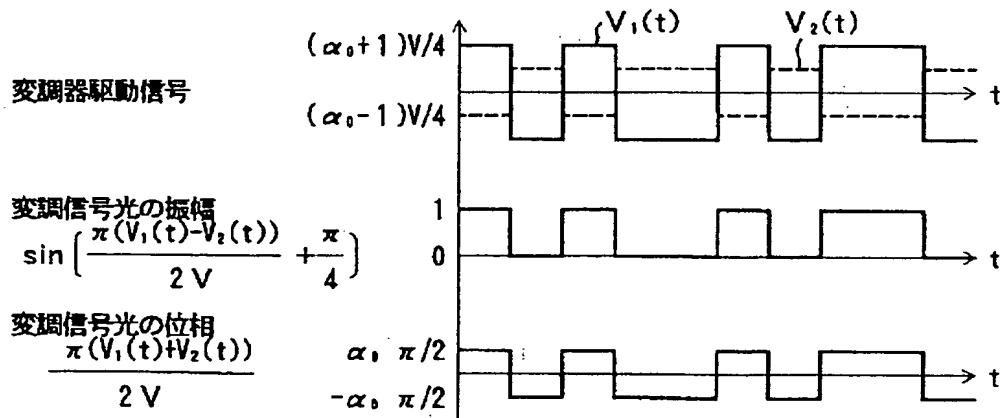 V₁(t)
V₂(t)
(α₀+1)V/4
変調器駆動信号
t
(α₀-1)V/4
変調信号光の振幅
sin[π(V₁(t)-V₂(t))/2V + π/4]
1
0
t
変調信号光の位相
π(V₁(t)+V₂(t))/2V
α₀ π/2
t
-α₀ π/2